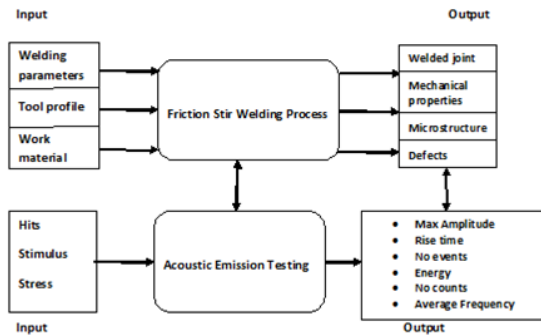 Input
Output
Welding
parameters
Tool profile
Work
material
Friction Stir Welding Process
Welded joint
Mechanical
properties
Microstructure
Defects
Hits
Stimulus
Stress
Acoustic Emission Testing
• Max Amplitude
• Rise time
• No events
• Energy
• No counts
• Average Frequency
Input
Output